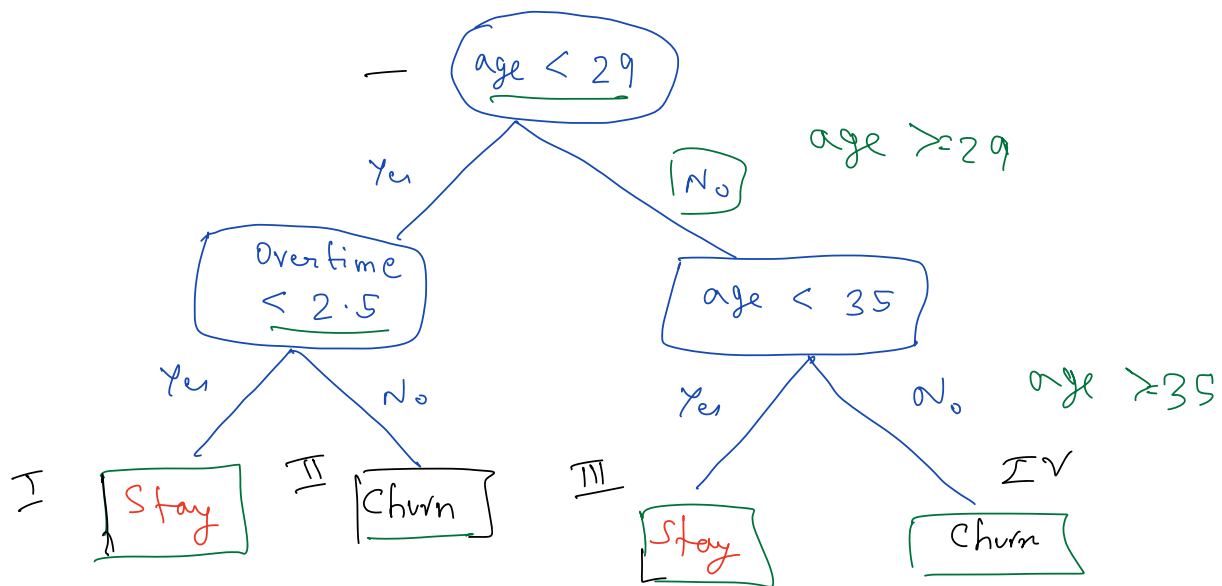 age < 29
age >=29
Yes
No
Overtime
< 2.5
age < 35
Yes
No
Yes
No
age >=35
I
Stay
II
Churn
III
Stay
IV
Churn